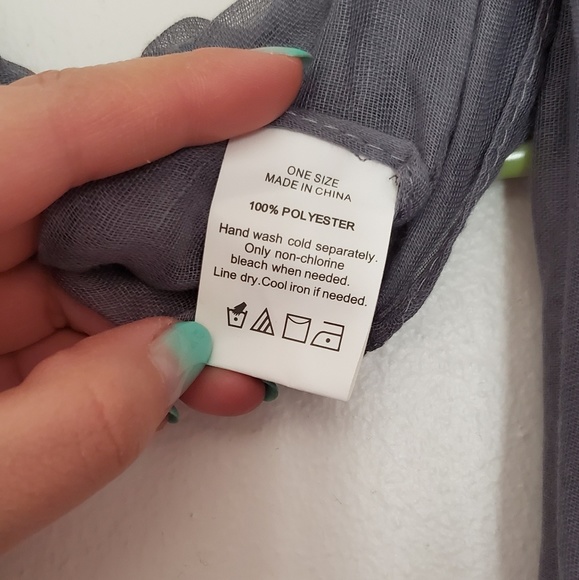 ONE SIZE
MADE IN CHINA
100% POLYESTER
Hand wash cold separately.
Only non-chlorine
bleach when needed.
Line dry.Cool iron if needed.